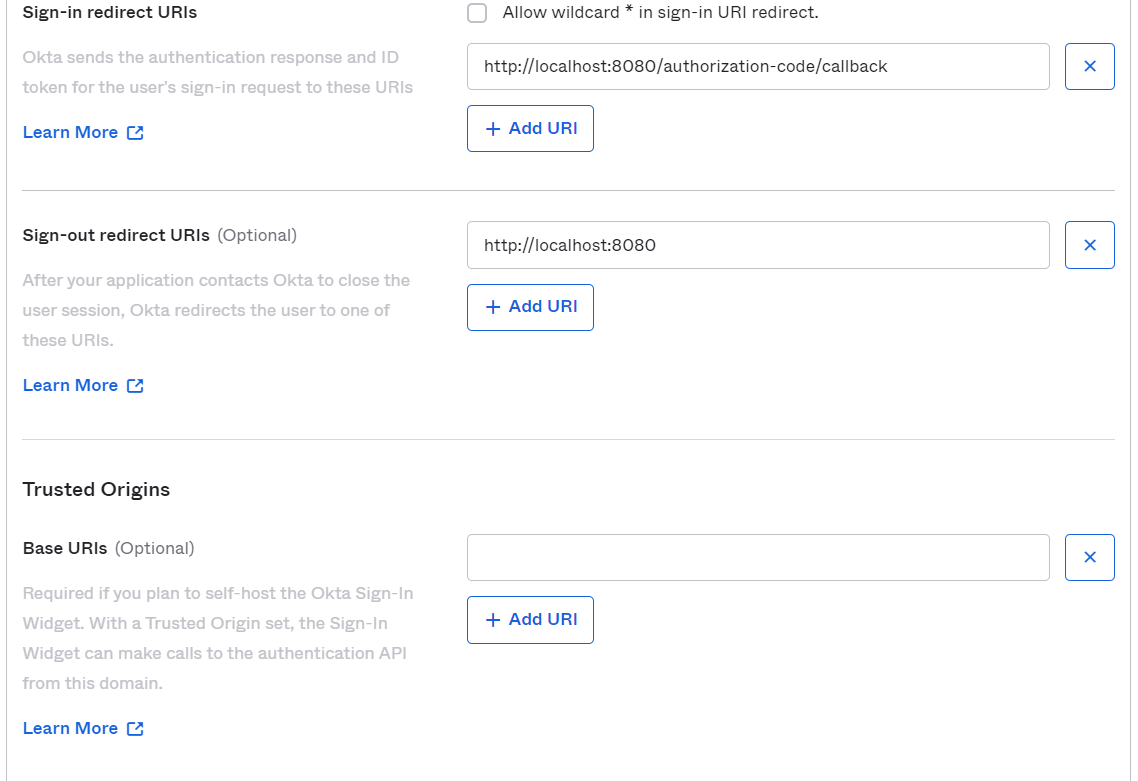 Sign-in redirect URIs
Allow wildcard * in sign-in URI redirect.
Okta sends the authentication response and ID
token for the user's sign-in request to these URIs
Learn More
http://localhost:8080/authorization-code/callback
+ Add URI
Sign-out redirect URIs (Optional)
After your application contacts Okta to close the
user session, Okta redirects the user to one of
these URIs.
Learn More
http://localhost:8080
+ Add URI
Trusted Origins
Base URIs (Optional)
Required if you plan to self-host the Okta Sign-In
Widget. With a Trusted Origin set, the Sign-In
Widget can make calls to the authentication API
from this domain.
Learn More
+ Add URI